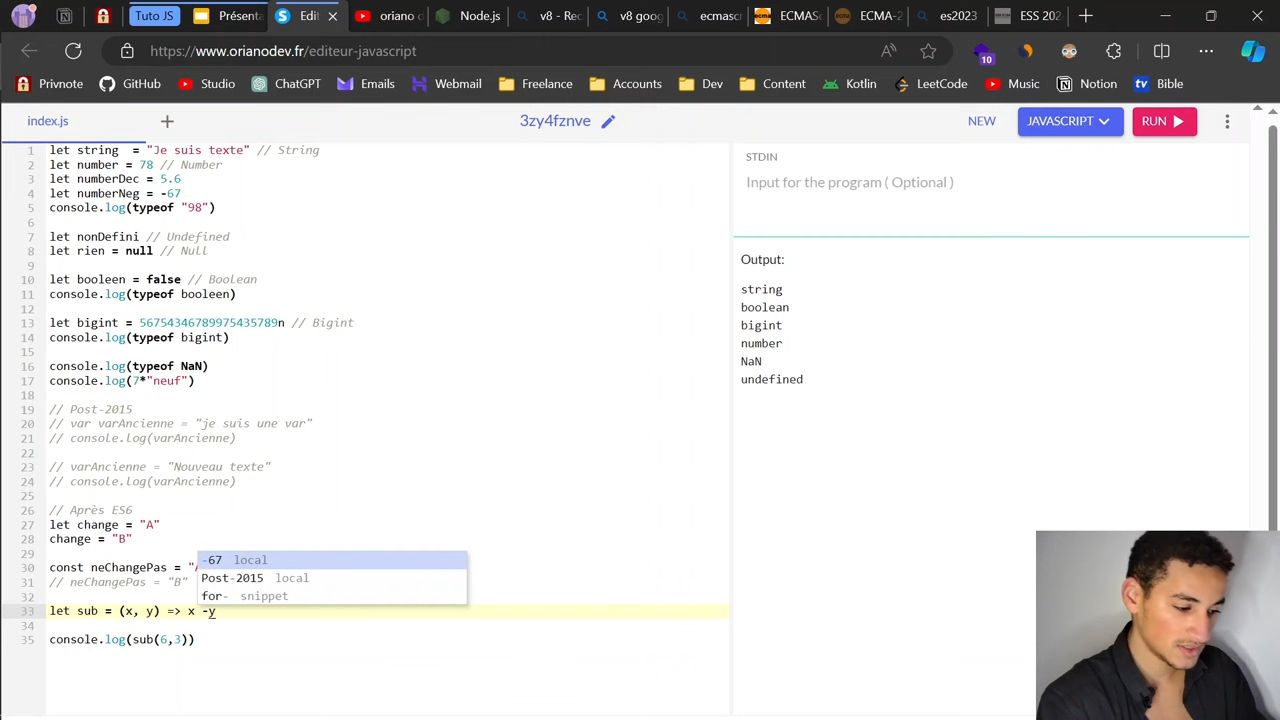 Tuto JS
Présenta
Edit
oriano d
Node.js
v8 - Rec
v8 goog
ecmascr
ECMASc
ECMA-2
es2023
ESS 202
https://www.orianodev.fr/editeur-javascript
10
Privnote
GitHub
Studio
ChatGPT
Emails
Wormail
Freelance
Accounts
Dev
Content
Kotlin
LeetCode
Music
Notion
Bible
index.js
3zy4fznve
NEW
JAVASCRIPT
RUN
1 let string  = "Je suis texte" // String
2 let number = 78 // Number
3 let numberDec = 5.6
4 let numberNeg = -67
5 console.log(typeof "98")
6
7 let nonDefini // Undefined
8 let rien = null // Null
9
10 let booleen = false // Boolean
11 console.log(typeof booleen)
12
13 let bigint = 56754346789975435789n // Bigint
14 console.log(typeof bigint)
15
16 console.log(typeof NaN)
17 console.log(7*"neuf")
18
19 // Post-2015
20 // var varAncienne = "je suis une var"
21 // console.log(varAncienne)
22
23 // varAncienne = "Nouveau texte"
24 // console.log(varAncienne)
25
26 // Après ES6
27 let change = "A"
28 change = "B"
29
30 const neChangePas = "A
31 // neChangePas = "B"
32
33 let sub = (x, y) => x -y
34
35 console.log(sub(6,3))
-67 local
Post-2015 local
for- snippet
STDIN
Input for the program ( Optional )
Output:
string
boolean
bigint
number
NaN
undefined